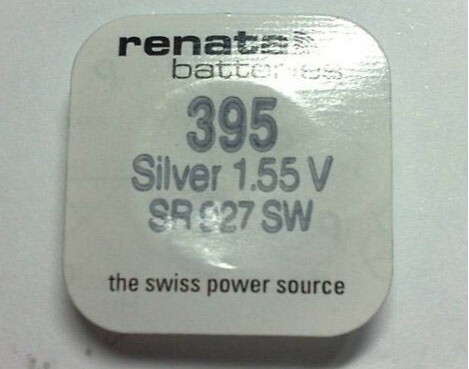 renata
batteries
395
Silver 1.55 V
SR 927 SW
the swiss power source